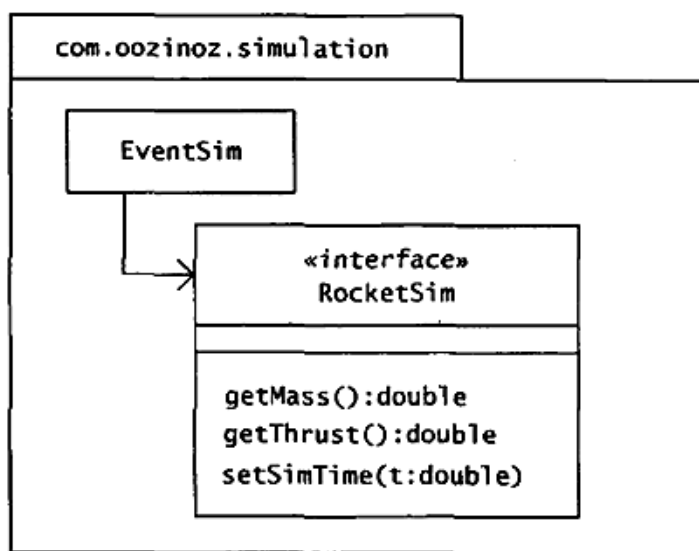 com.oozinoz.simulation
EventSim
«interface»
RocketSim
getMass():double
getThrust():double
setSimTime(t:double)